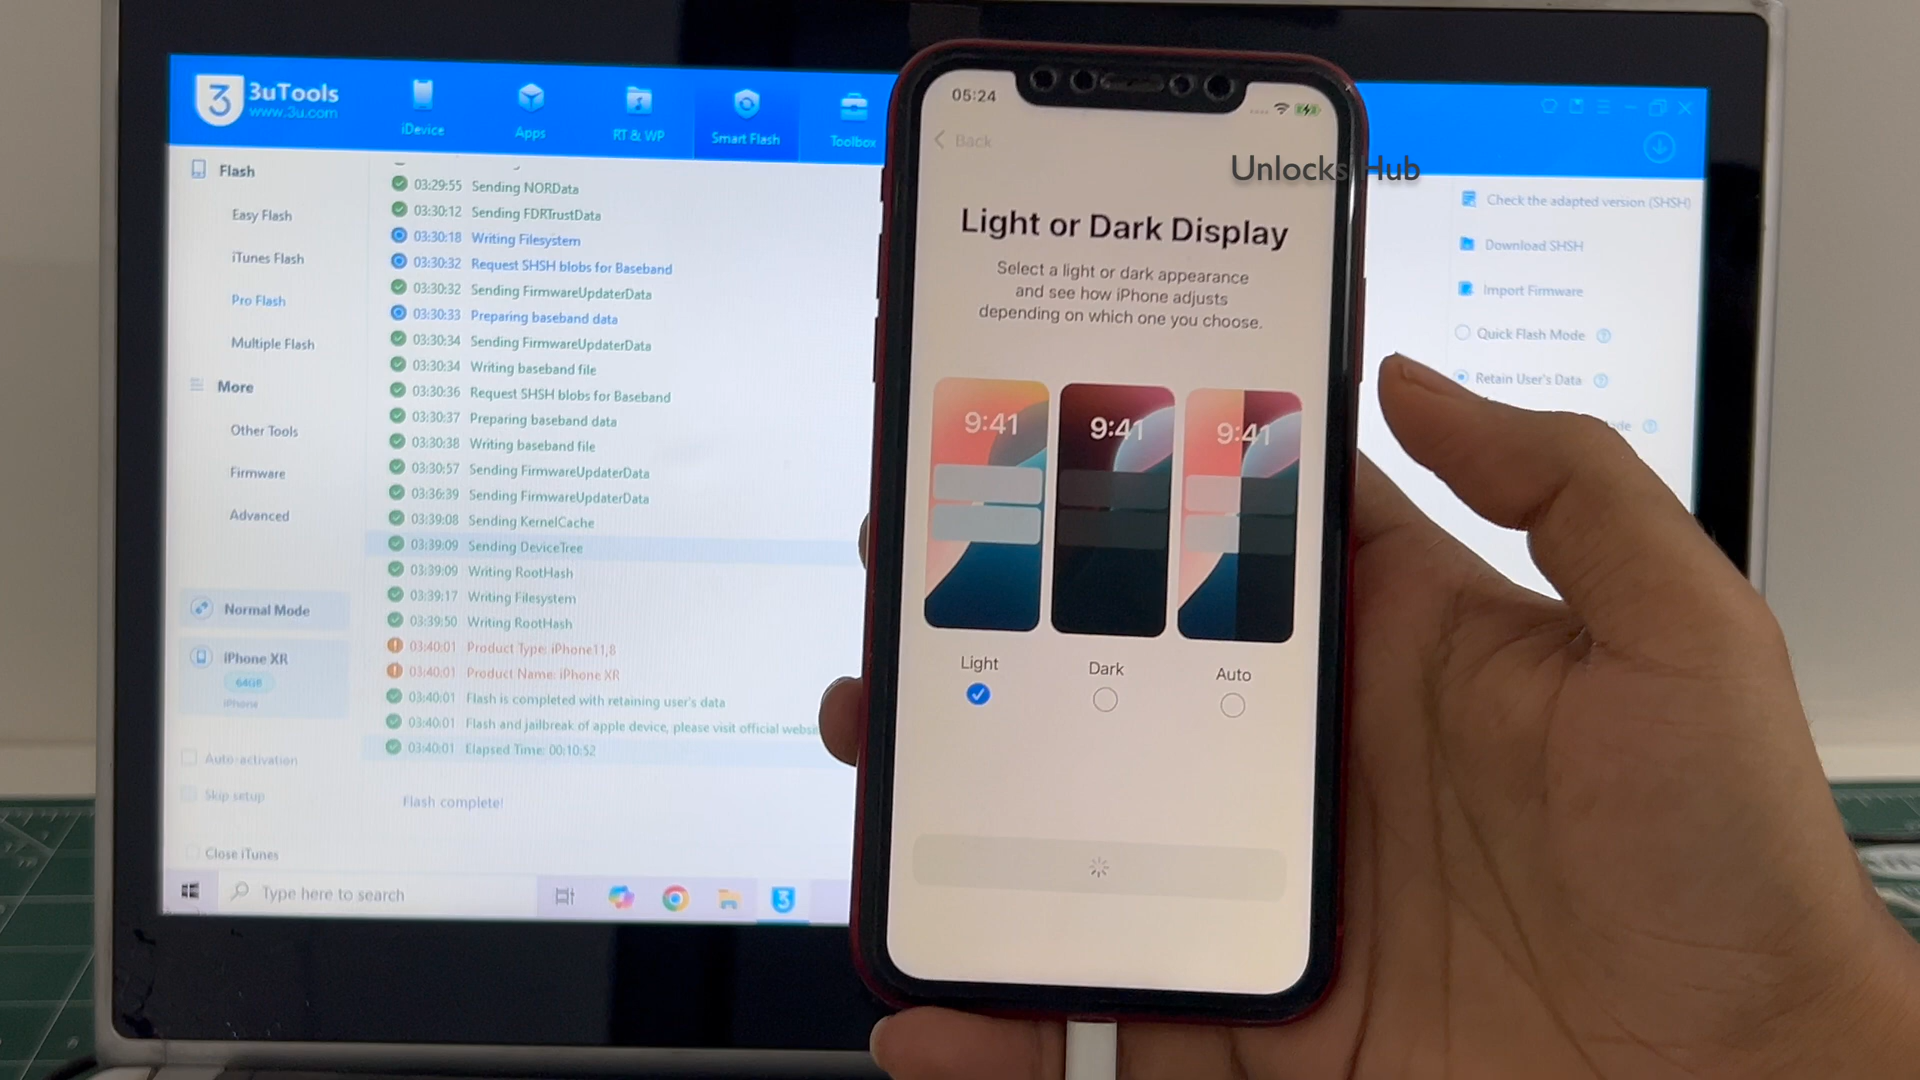 3
3uTools
www.3u.com
iDevice
Apps
RT & WP
Smart Flash
Toolbox
Flash
Easy Flash
iTunes Flash
Pro Flash
Multiple Flash
More
Other Tools
Firmware
Advanced
Normal Mode
iPhone XR
64GB
iPhone
Auto-activation
Skip setup
Close iTunes
03:29:55 Sending NORData
03:30:12 Sending FDRTrustData
03:30:18 Writing Filesystem
03:30:32 Request SHSH blobs for Baseband
03:30:32 Sending FirmwareUpdaterData
03:30:33 Preparing baseband data
03:30:34 Sending FirmwareUpdaterData
03:30:34 Writing baseband file
03:30:36 Request SHSH blobs for Baseband
03:30:37 Preparing baseband data
03:30:38 Writing baseband file
03:30:57 Sending FirmwareUpdaterData
03:36:39 Sending FirmwareUpdaterData
03:39:08 Sending KernelCache
03:39:09 Sending DeviceTree
03:39:09 Writing RootHash
03:39:17 Writing Filesystem
03:39:50 Writing RootHash
03:40:01 Product Type: iPhone11,8
03:40:01 Product Name: iPhone XR
03:40:01 Flash is completed with retaining user's data
03:40:01 Flash and jailbreak of apple device, please visit official
03:40:01 Elapsed Time: 00:10:52
Flash complete!
Type here to search
3
05:24
Back
Unlocks Hub
Light or Dark Display
Select a light or dark appearance
and see how iPhone adjusts
depending on which one you choose.
9:41
9:41
9:41
Light
Dark
Auto
Check the adapted version (SHSH)
Download SHSH
Import Firmware
Quick Flash Mode
Retain User's Data